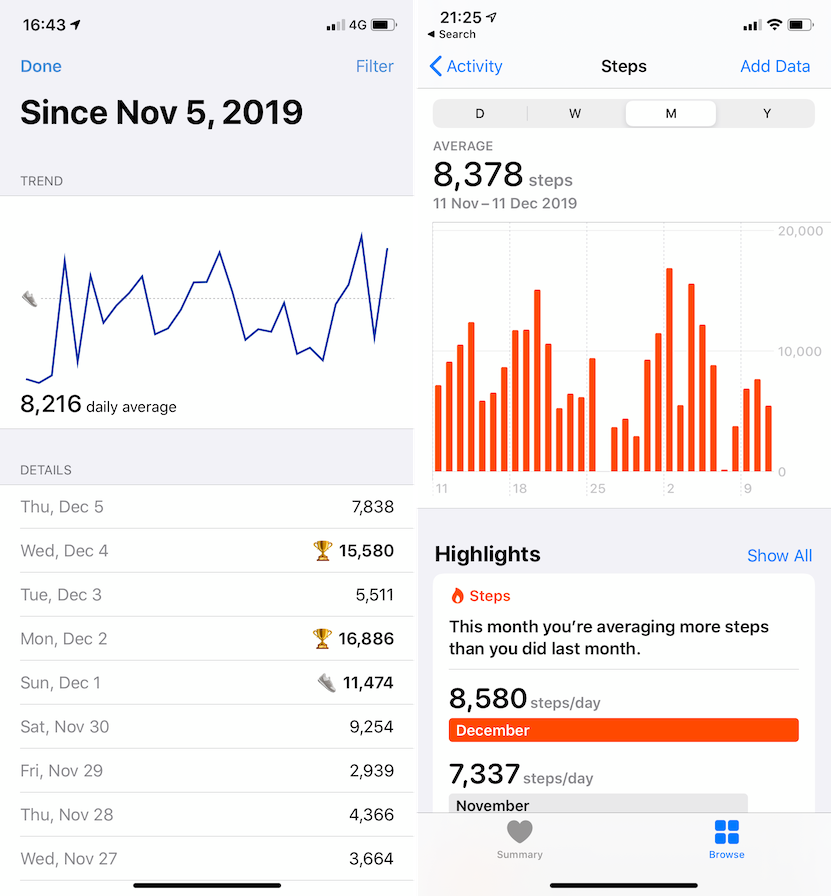 16:43
4G
Done
Filter
Since Nov 5, 2019
TREND
8,216 daily average
DETAILS
Thu, Dec 5 7,838
Wed, Dec 4 15,580
Tue, Dec 3 5,511
Mon, Dec 2 16,886
Sun, Dec 1 11,474
Sat, Nov 30 9,254
Fri, Nov 29 2,939
Thu, Nov 28 4,366
Wed, Nov 27 3,664
21:25
Search
Activity
Steps
Add Data
D W M Y
AVERAGE
8,378 steps
11 Nov – 11 Dec 2019
20,000
10,000
0
11 18 25 2 9
Highlights
Show All
Steps
This month you’re averaging more steps
than you did last month.
8,580 steps/day
December
7,337 steps/day
November
Summary
Browse